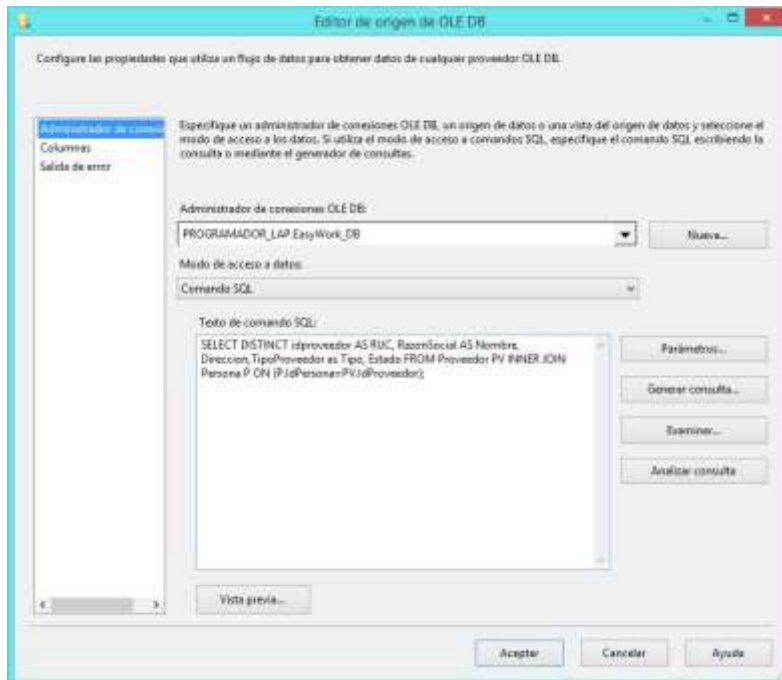 Editor de origen de OLE DB
Configure las propiedades que utiliza un flujo de datos para obtener datos de cualquier proveedor OLE DB.
Administrador de conexi
Columnas
Salida de error
Especifique un administrador de conexiones OLE DB, un origen de datos o una vista del origen de datos y seleccione el
modo de acceso a los datos. Si utiliza el modo de acceso a comandos SQL, especifique el comando SQL escribiendo la
consulta o mediante el generador de consultas.
Administrador de conexiones OLE DB:
PROGRAMADOR_LAP.EasyWork_DB
Nueva...
Modo de acceso a datos:
Comando SQL
Texto de comando SQL:
SELECT DISTINCT idproveedor AS RUC, RazonSocial AS Nombre,
Direccion, TipoProveedor as Tipo, Estado FROM Proveedor PV INNER JOIN
Persona P ON (P.IdPersona=PV.IdProveedor);
Parámetros...
Generar consulta...
Examinar...
Analizar consulta
Vista previa...
Aceptar
Cancelar
Ayuda